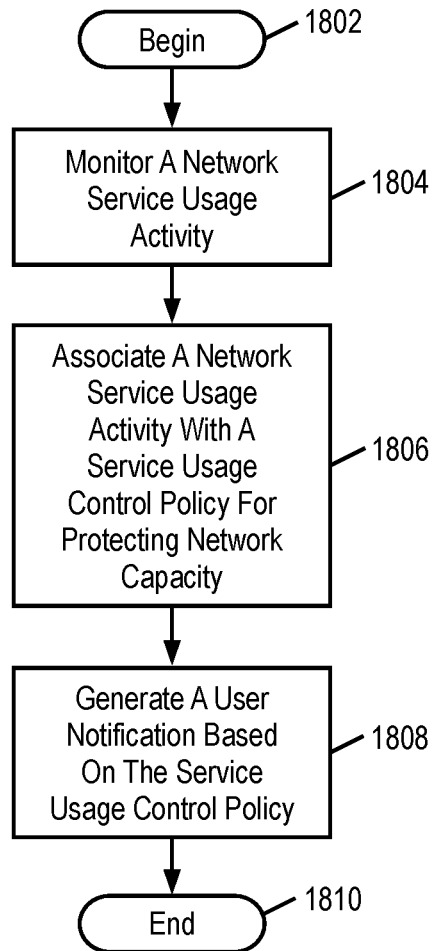 Begin
1802
Monitor A Network
Service Usage
Activity
1804
Associate A Network
Service Usage
Activity With A
Service Usage
Control Policy For
Protecting Network
Capacity
1806
Generate A User
Notification Based
On The Service
Usage Control Policy
1808
End
1810